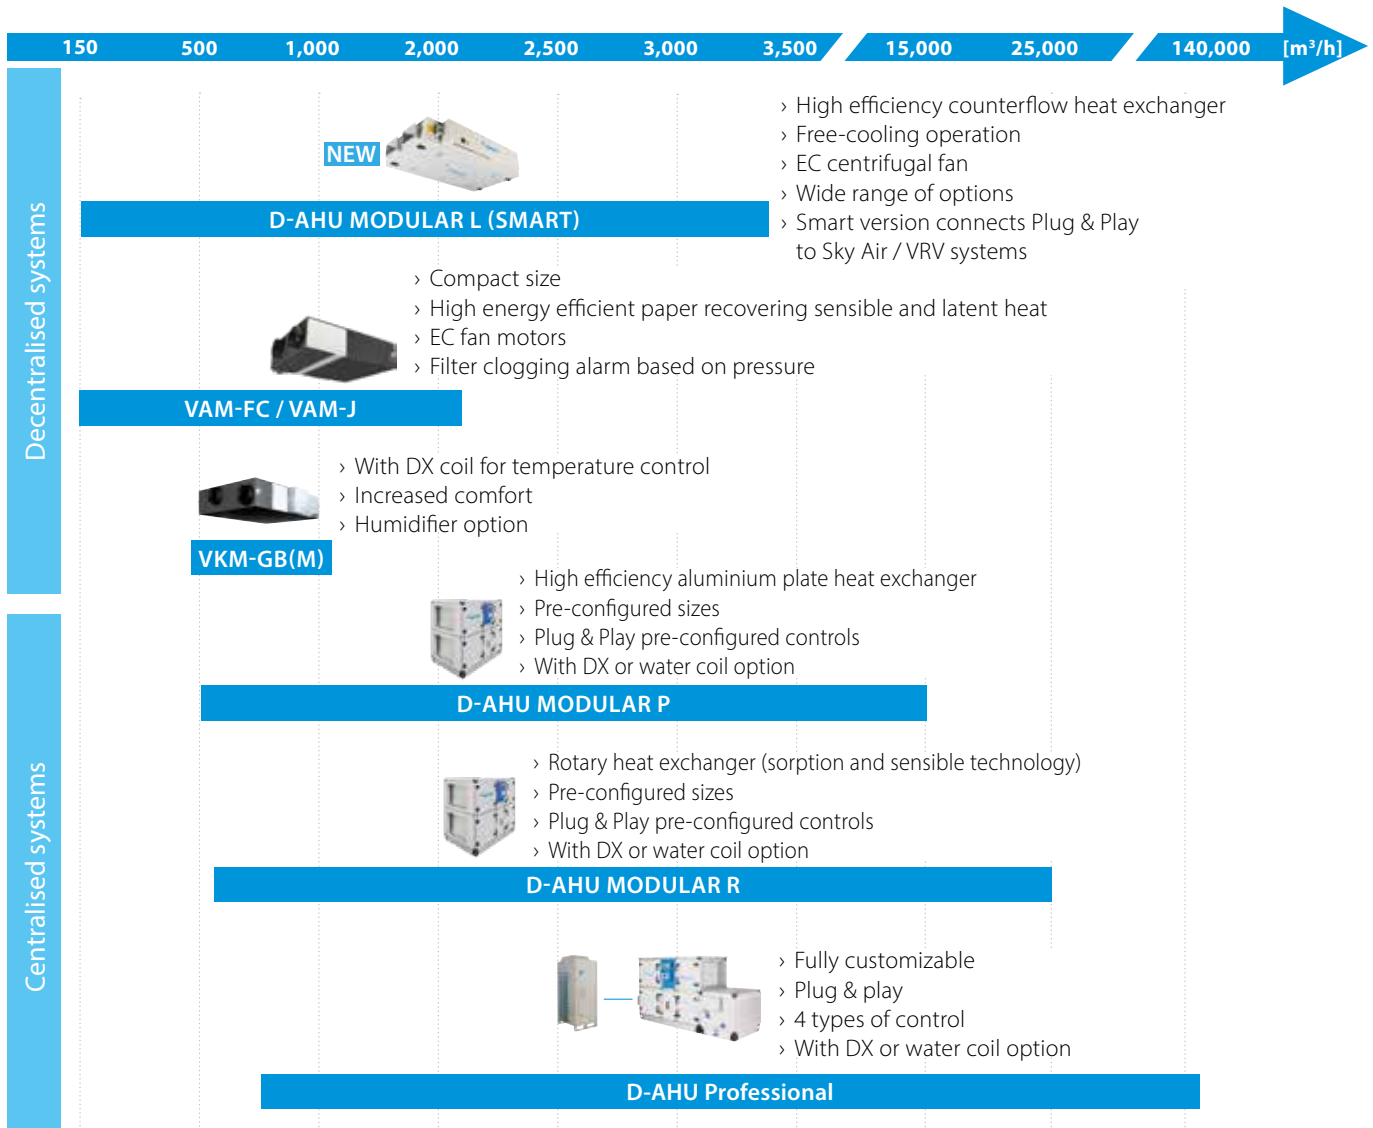 150 500 1,000 2,000 2,500 3,000 3,500 15,000 25,000 140,000 [m³/h]
Decentralised systems
NEW
› High efficiency counterflow heat exchanger
› Free-cooling operation
› EC centrifugal fan
› Wide range of options
› Smart version connects Plug & Play
to Sky Air / VRV systems
D-AHU MODULAR L (SMART)
› Compact size
› High energy efficient paper recovering sensible and latent heat
› EC fan motors
› Filter clogging alarm based on pressure
VAM-FC / VAM-J
› With DX coil for temperature control
› Increased comfort
› Humidifier option
VKM-GB(M)
Centralised systems
› High efficiency aluminium plate heat exchanger
› Pre-configured sizes
› Plug & Play pre-configured controls
› With DX or water coil option
D-AHU MODULAR P
› Rotary heat exchanger (sorption and sensible technology)
› Pre-configured sizes
› Plug & Play pre-configured controls
› With DX or water coil option
D-AHU MODULAR R
› Fully customizable
› Plug & play
› 4 types of control
› With DX or water coil option
D-AHU Professional